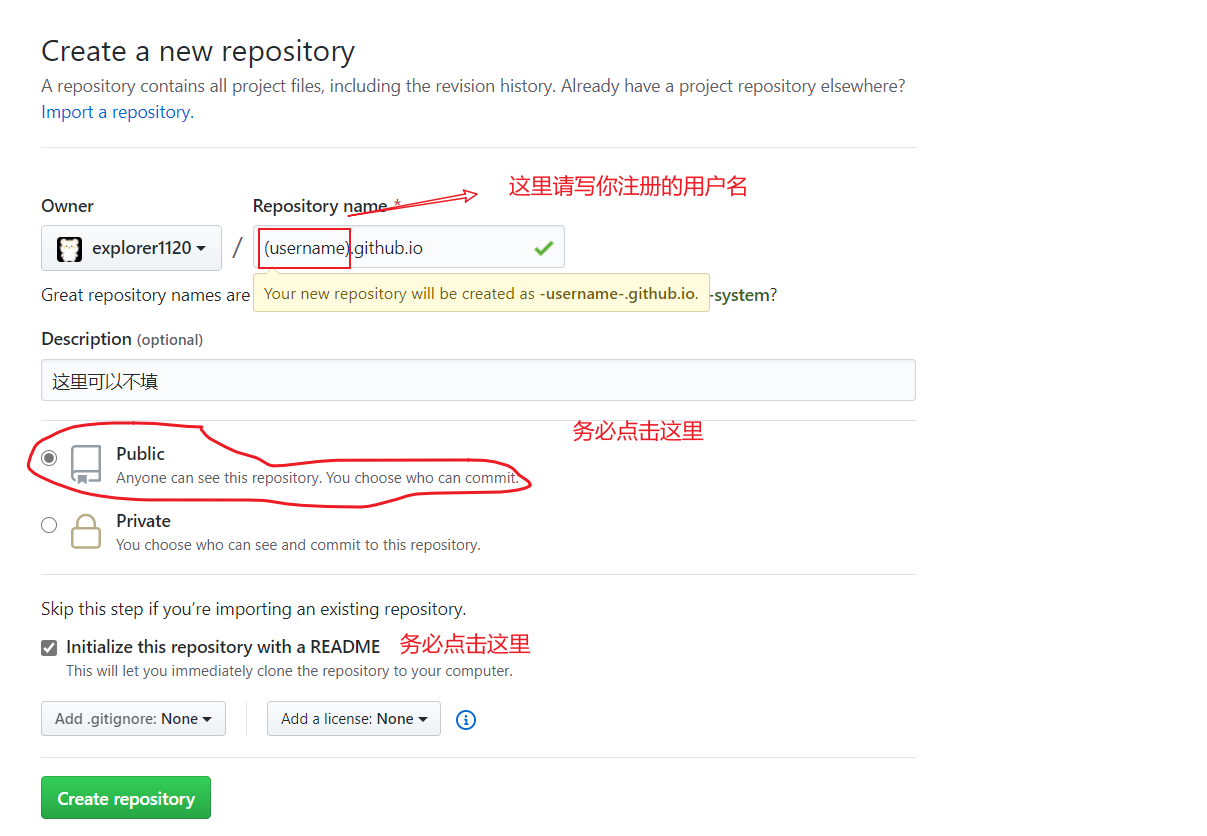 Create a new repository
A repository contains all project files, including the revision history. Already have a project repository elsewhere?
Import a repository.
这里请写你注册的用户名
Owner
Repository name *
explorer1120
/
(username).github.io
Great repository names are
Your new repository will be created as -username-.github.io.
-system?
Description (optional)
这里可以不填
务必点击这里
Public
Anyone can see this repository. You choose who can commit.
Private
You choose who can see and commit to this repository.
Skip this step if you’re importing an existing repository.
Initialize this repository with a README
务必点击这里
This will let you immediately clone the repository to your computer.
Add .gitignore: None
Add a license: None
Create repository